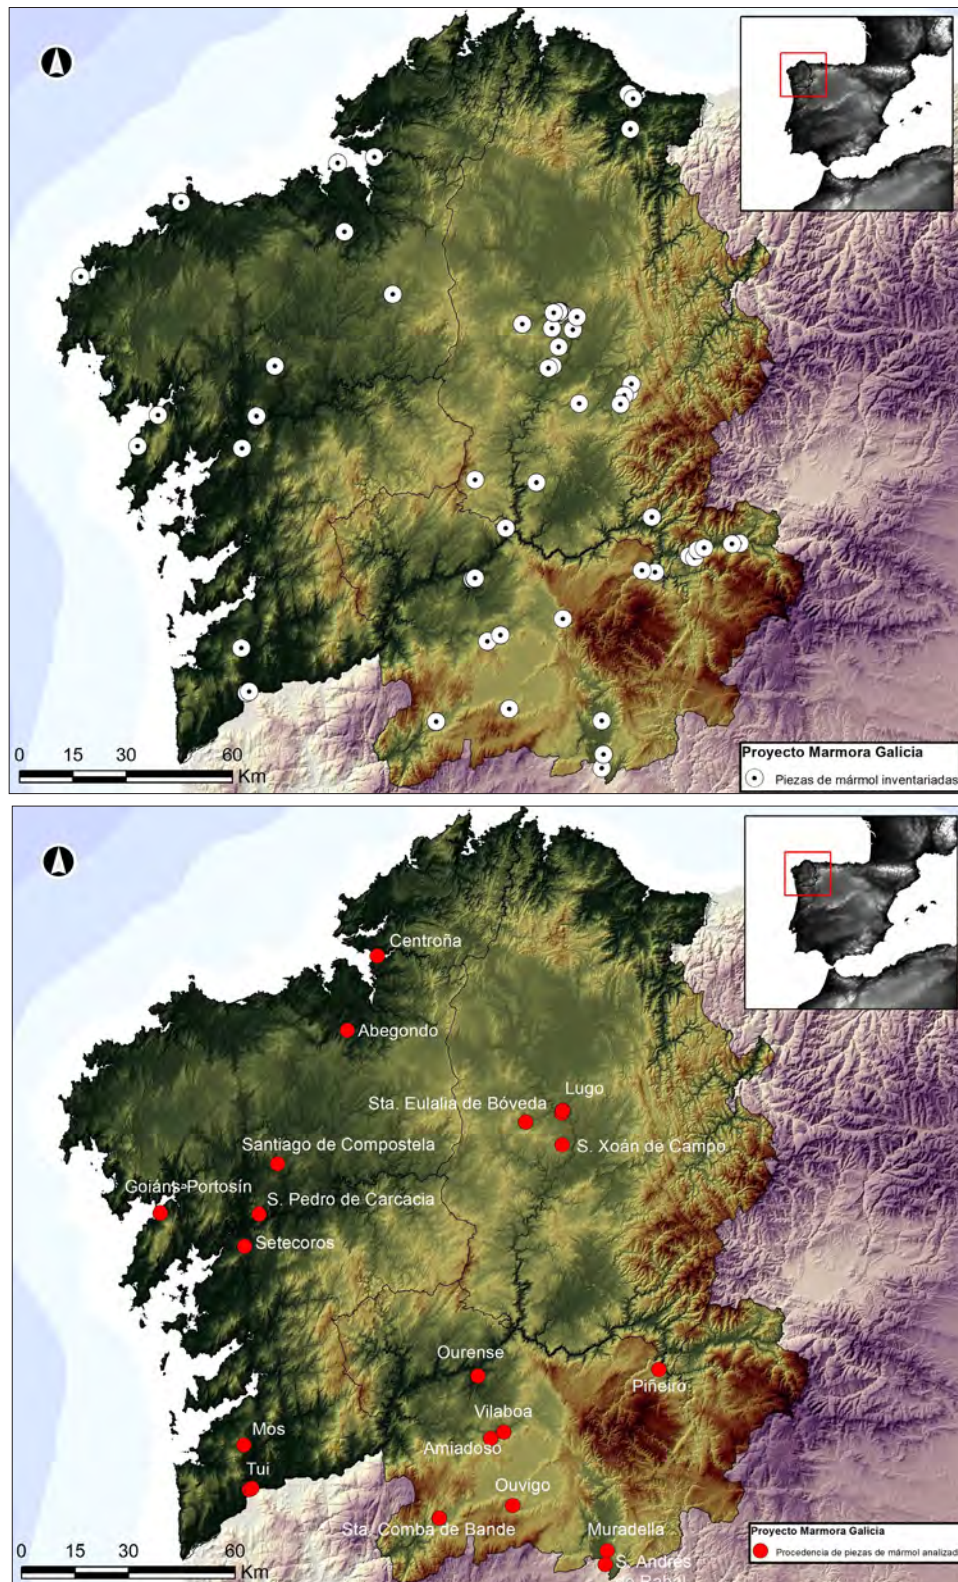 0 15 30 60
Km
Proyecto Marmora Galicia
Piezas de mármol inventariadas
Centroña
Abegondo
Lugo
Sta. Eulalia de Bóveda
S. Xoán de Campo
Santiago de Compostela
Goiáns-Portosín
S. Pedro de Carcacia
Setecoros
Ourense
Piñeiro
Vilaboa
Mos
Amiadoso
Tui
Ouvigo
Sta. Comba de Bande
Muradella
S. Andrés
0 15 30 60
Km
Proyecto Marmora Galicia
Procedencia de piezas de mármol analizad